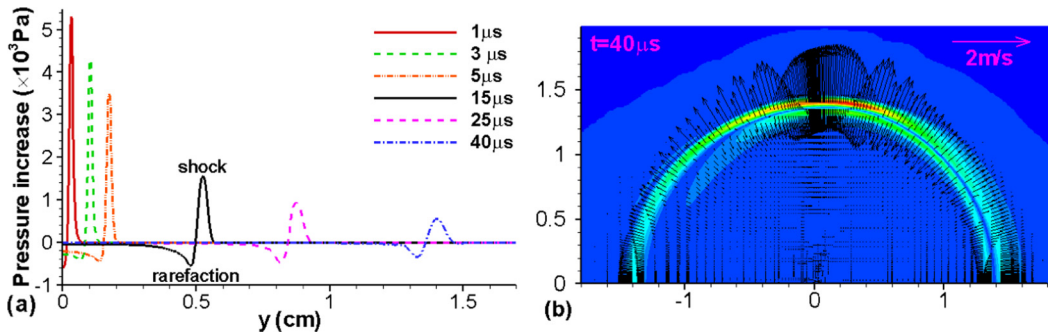 Pressure increase (×10³Pa)
5
4
3
2
1
0
-1
0
0.5
1
1.5
y (cm)
(a)
1μs
3 μs
5μs
15μs
25μs
40μs
shock
rarefaction
t=40μs
2m/s
1.5
1
0.5
0
-1
0
1
(b)